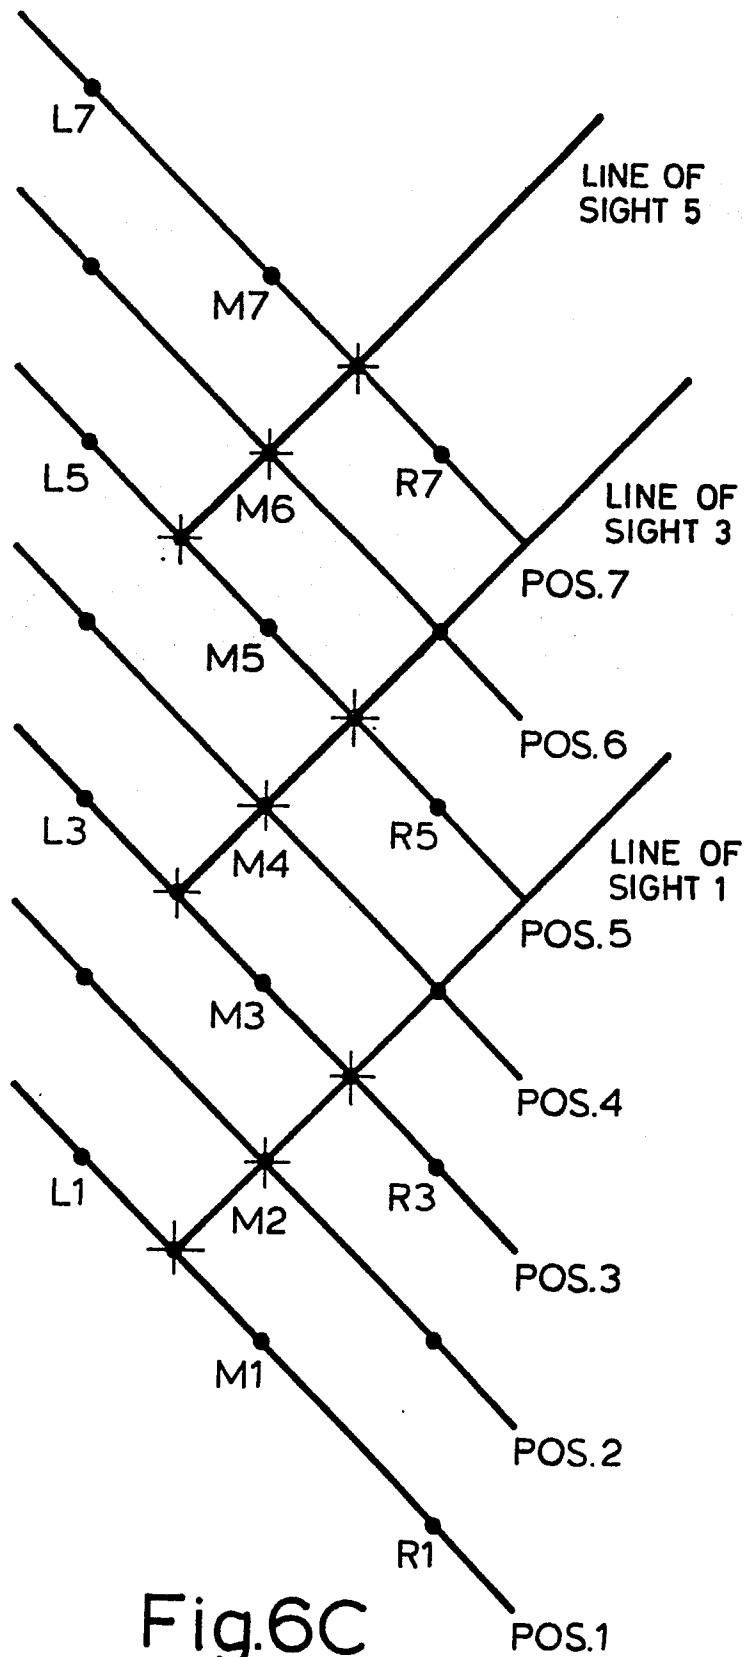 L7
LINE OF
SIGHT 5
M7
L5
R7
LINE OF
SIGHT 3
M6
POS.7
M5
POS.6
L3
R5
M4
LINE OF
SIGHT 1
POS.5
M3
POS.4
L1
R3
M2
POS.3
M1
POS.2
R1
Fig.6C
POS.1